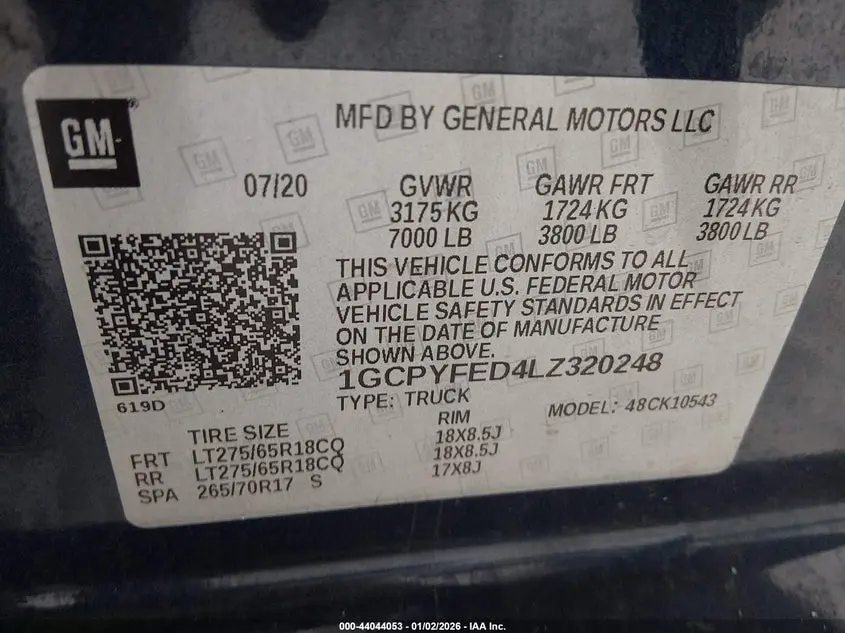 GM
MFD BY GENERAL MOTORS LLC
07/20
GVWR
3175 KG
7000 LB
GAWR FRT
1724 KG
3800 LB
GAWR RR
1724 KG
3800 LB
THIS VEHICLE CONFORMS TO ALL
APPLICABLE U.S. FEDERAL MOTOR
VEHICLE SAFETY STANDARDS IN EFFECT
ON THE DATE OF MANUFACTURE
SHOWN ABOVE.
1GCPYFED4LZ320248
TYPE: TRUCK
MODEL: 48CK10543
619D
TIRE SIZE RIM
FRT LT275/65R18CQ 18X8.5J
RR LT275/65R18CQ 18X8.5J
SPA 265/70R17 S 17X8J
000-44044053 - 01/02/2026 - IAA Inc.